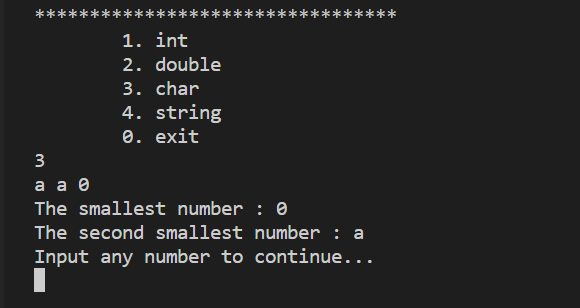 *********************************
1. int
2. double
3. char
4. string
0. exit
3
a a 0
The smallest number : 0
The second smallest number : a
Input any number to continue...